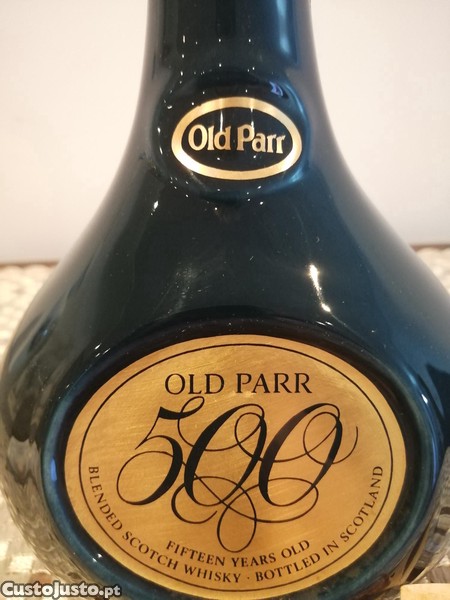 Old Parr
OLD PARR
500
FIFTEEN YEARS OLD
BLENDED SCOTCH WHISKY · BOTTLED IN SCOTLAND
CustoJusto.pt